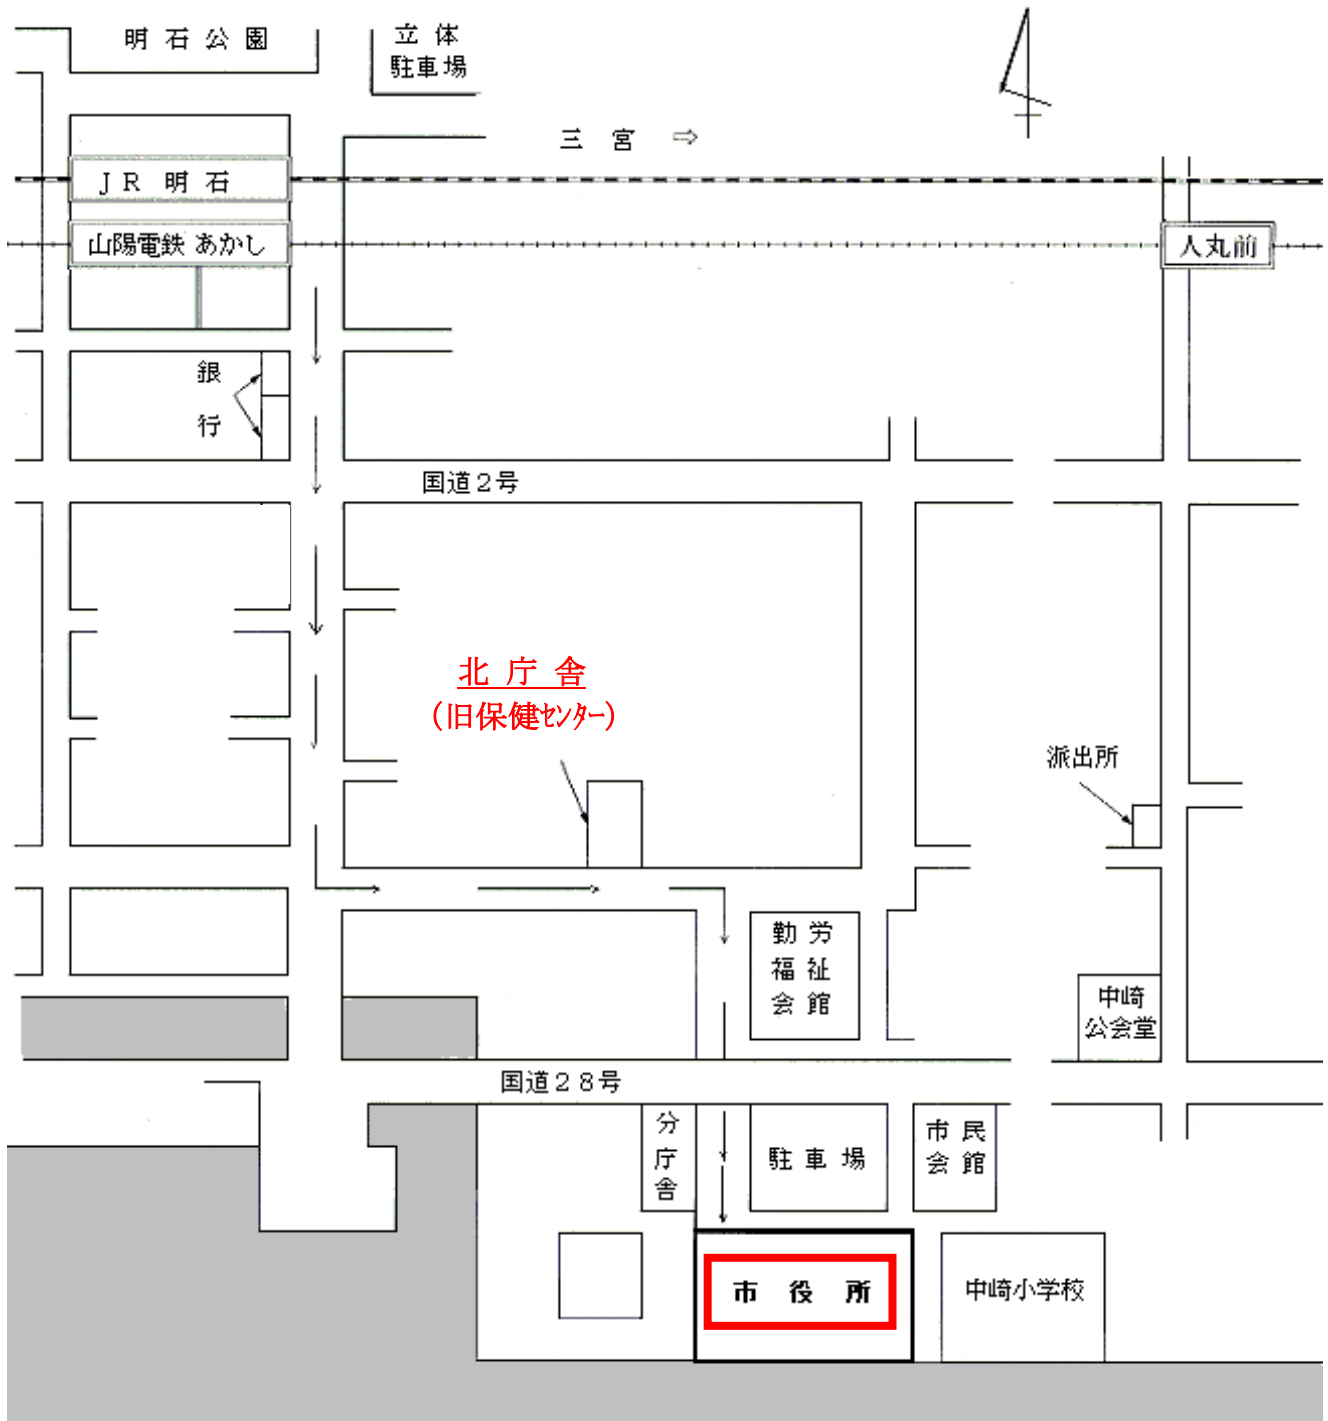 明石公園
立体
駐車場
三宮 ⇨
JR 明石
山陽電鉄 あかし
人丸前
銀
行
国道2号
北庁舎
(旧保健センター)
派出所
勤労
福祉
会館
中崎
公会堂
国道28号
分
庁
舎
駐車場
市民
会館
市役所
中崎小学校